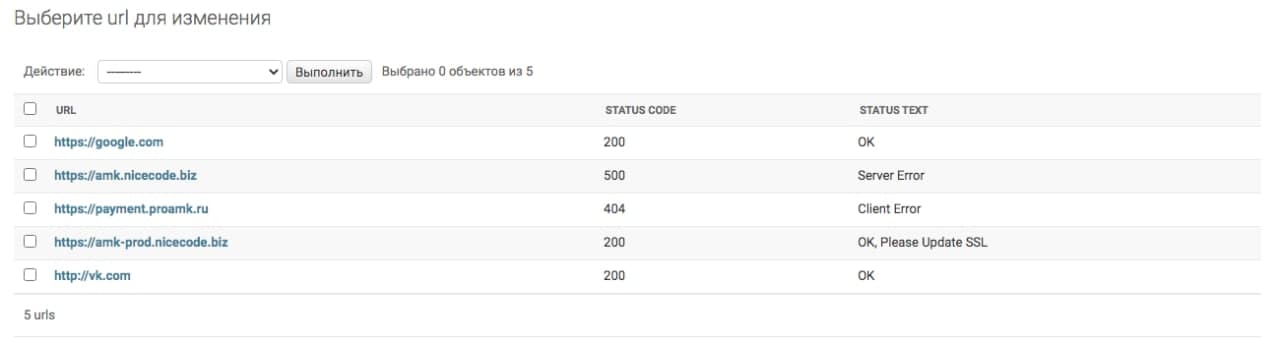 Выберите url для изменения
Действие: --------- Выполнить Выбрано 0 объектов из 5
URL STATUS CODE STATUS TEXT
https://google.com 200 OK
https://amk.nicecode.biz 500 Server Error
https://payment.proamk.ru 404 Client Error
https://amk-prod.nicecode.biz 200 OK, Please Update SSL
http://vk.com 200 OK
5 urls